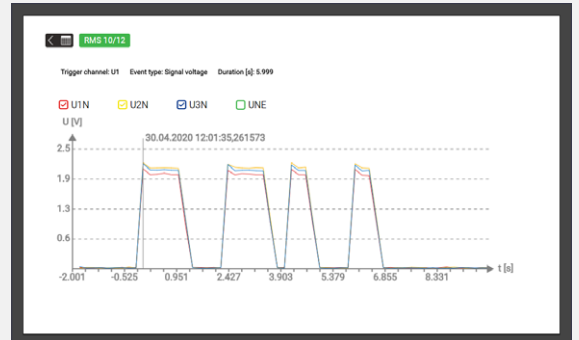 RMS 10/12
Trigger channel: U1 Event type: Signal voltage Duration [s]: 5.999
U1N U2N U3N UNE
U [V]
30.04.2020 12:01:35,261573
2.5
1.9
1.3
0.6
t [s]
-2.001 -0.525 0.951 2.427 3.903 5.379 6.855 8.331